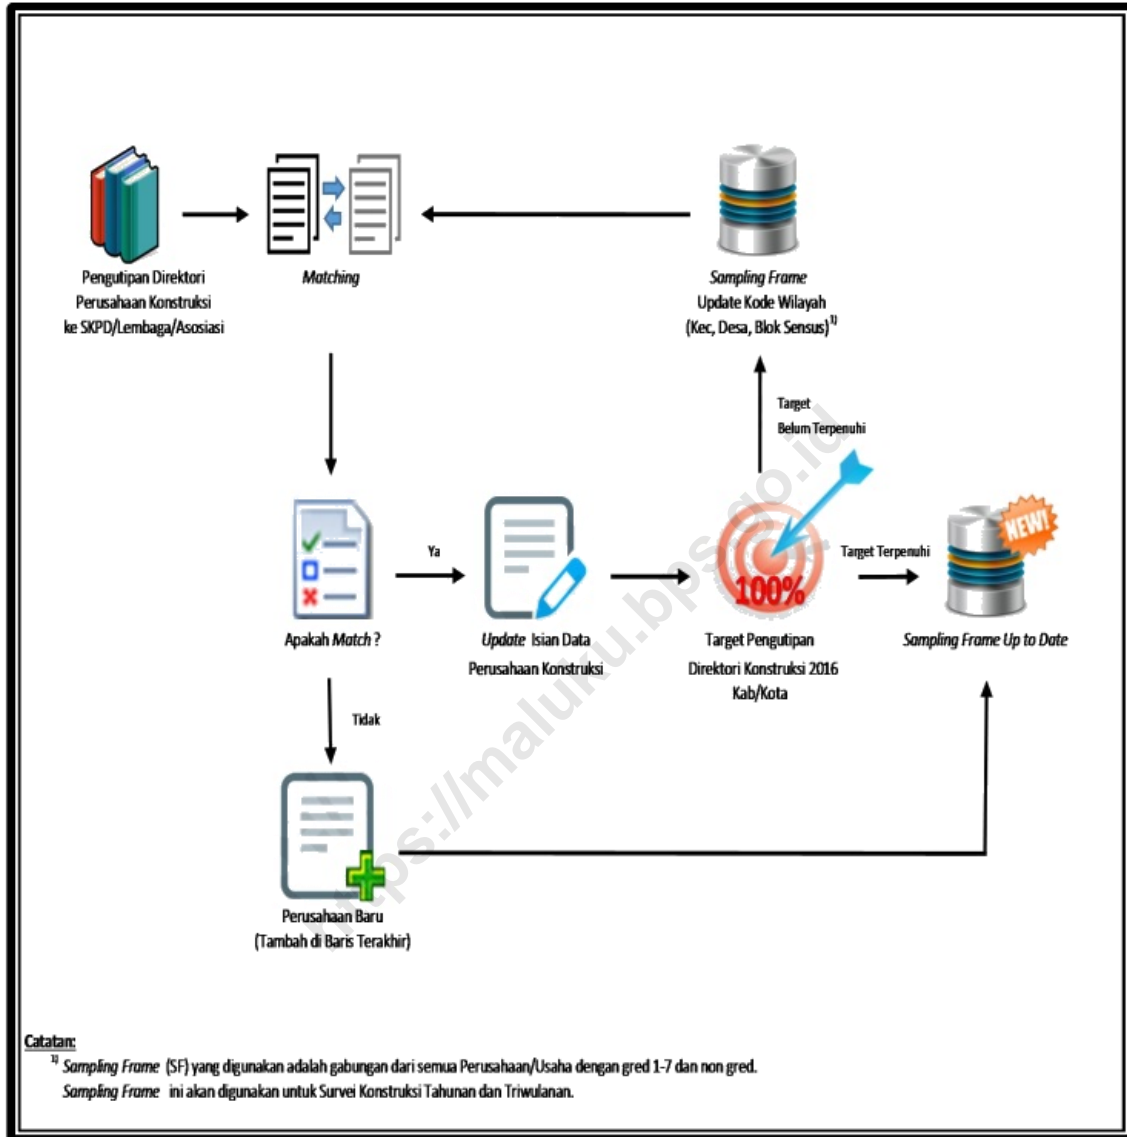 Pengutipan Direktori
Perusahaan Konstruksi
ke SKPD/Lembaga/Asosiasi
Matching
Sampling Frame
Update Kode Wilayah
(Kec, Desa, Blok Sensus)1)
Target
Belum Terpenuhi
Apakah Match ?
Ya
Update Isian Data
Perusahaan Konstruksi
100%
Target Pengutipan
Direktori Konstruksi 2016
Kab/Kota
Target Terpenuhi
NEW!
Sampling Frame Up to Date
Tidak
Perusahaan Baru
(Tambah di Baris Terakhir)
https://maluku.bps.go.id
Catatan:
1) Sampling Frame (SF) yang digunakan adalah gabungan dari semua Perusahaan/Usaha dengan gred 1-7 dan non gred.
Sampling Frame ini akan digunakan untuk Survei Konstruksi Tahunan dan Triwulanan.